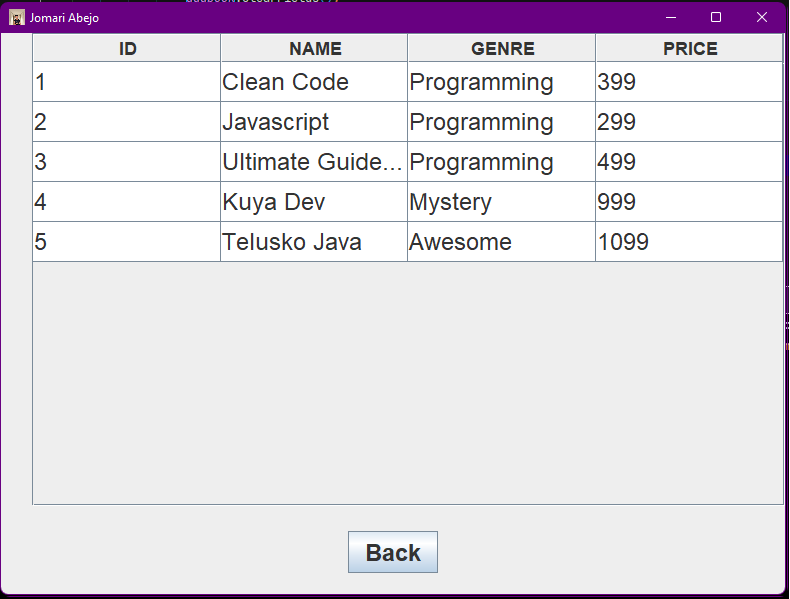 Jomari Abejo
ID NAME GENRE PRICE
1 Clean Code Programming 399
2 Javascript Programming 299
3 Ultimate Guide... Programming 499
4 Kuya Dev Mystery 999
5 Telusko Java Awesome 1099
Back